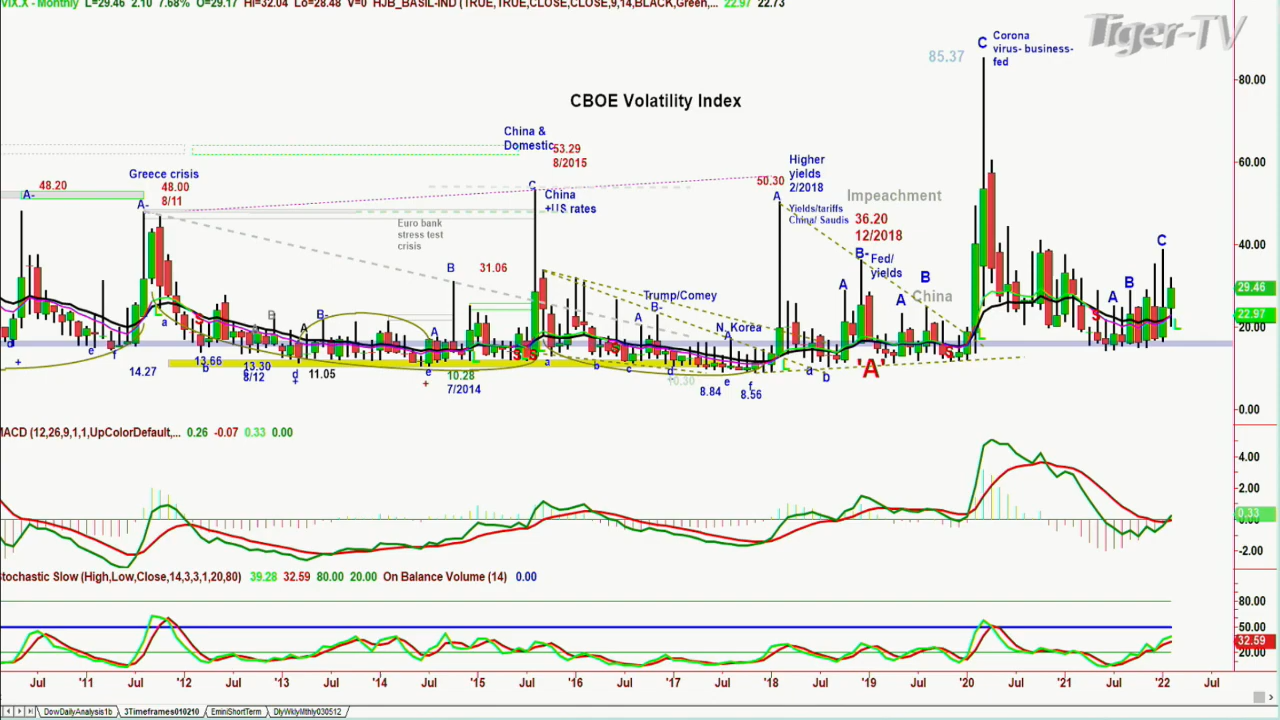 VIX.X - Monthly L=29.46 2.10 7.68% O=29.17 Hi=32.04 Lo=28.48 V=0 HJB_BASIL-IND (TRUE,TRUE,CLOSE,CLOSE,9,14,BLACK,Green,... 22.97 22.73
Tiger-TV
C Corona
virus- business-
fed
85.37
80.00
CBOE Volatility Index
China &
Domestic
53.29
8/2015
60.00
Higher
yields
2/2018
Greece crisis
48.20
48.00
8/11
A-
A-
C
China
+US rates
50.30
A
Impeachment
Yields/tariffs
China/ Saudis
36.20
12/2018
Euro bank
stress test
crisis
40.00
C
B
31.06
B-
Fed/
yields
A
B
A
B
China
A
29.46
22.97
20.00
Trump/Comey
B-
A
N. Korea
A
A
B
B-
A
A
L
a
S
S
S
S
L
L
L
L
S
S
L
d
e
f
+
14.27
13.66
b
13.30
8/12
d
+
11.05
e
+
10.28
7/2014
a
b
c
d
10.30
8.84
e
f
8.56
a
b
'A'
0.00
MACD (12,26,9,1,1,UpColorDefault,... 0.26 -0.07 0.33 0.00
4.00
2.00
0.33
0.00
-2.00
Stochastic Slow (High,Low,Close,14,3,3,1,20,80) 39.28 32.59 80.00 20.00 On Balance Volume (14) 0.00
80.00
50.00
32.59
20.00
Jul '11 Jul '12 Jul '13 Jul '14 Jul '15 Jul '16 Jul '17 Jul '18 Jul '19 Jul '20 Jul '21 Jul '22 Jul
DowDailyAnalysis1b 3Timeframes010210 EminiShortTerm DlyWklyMthly030512